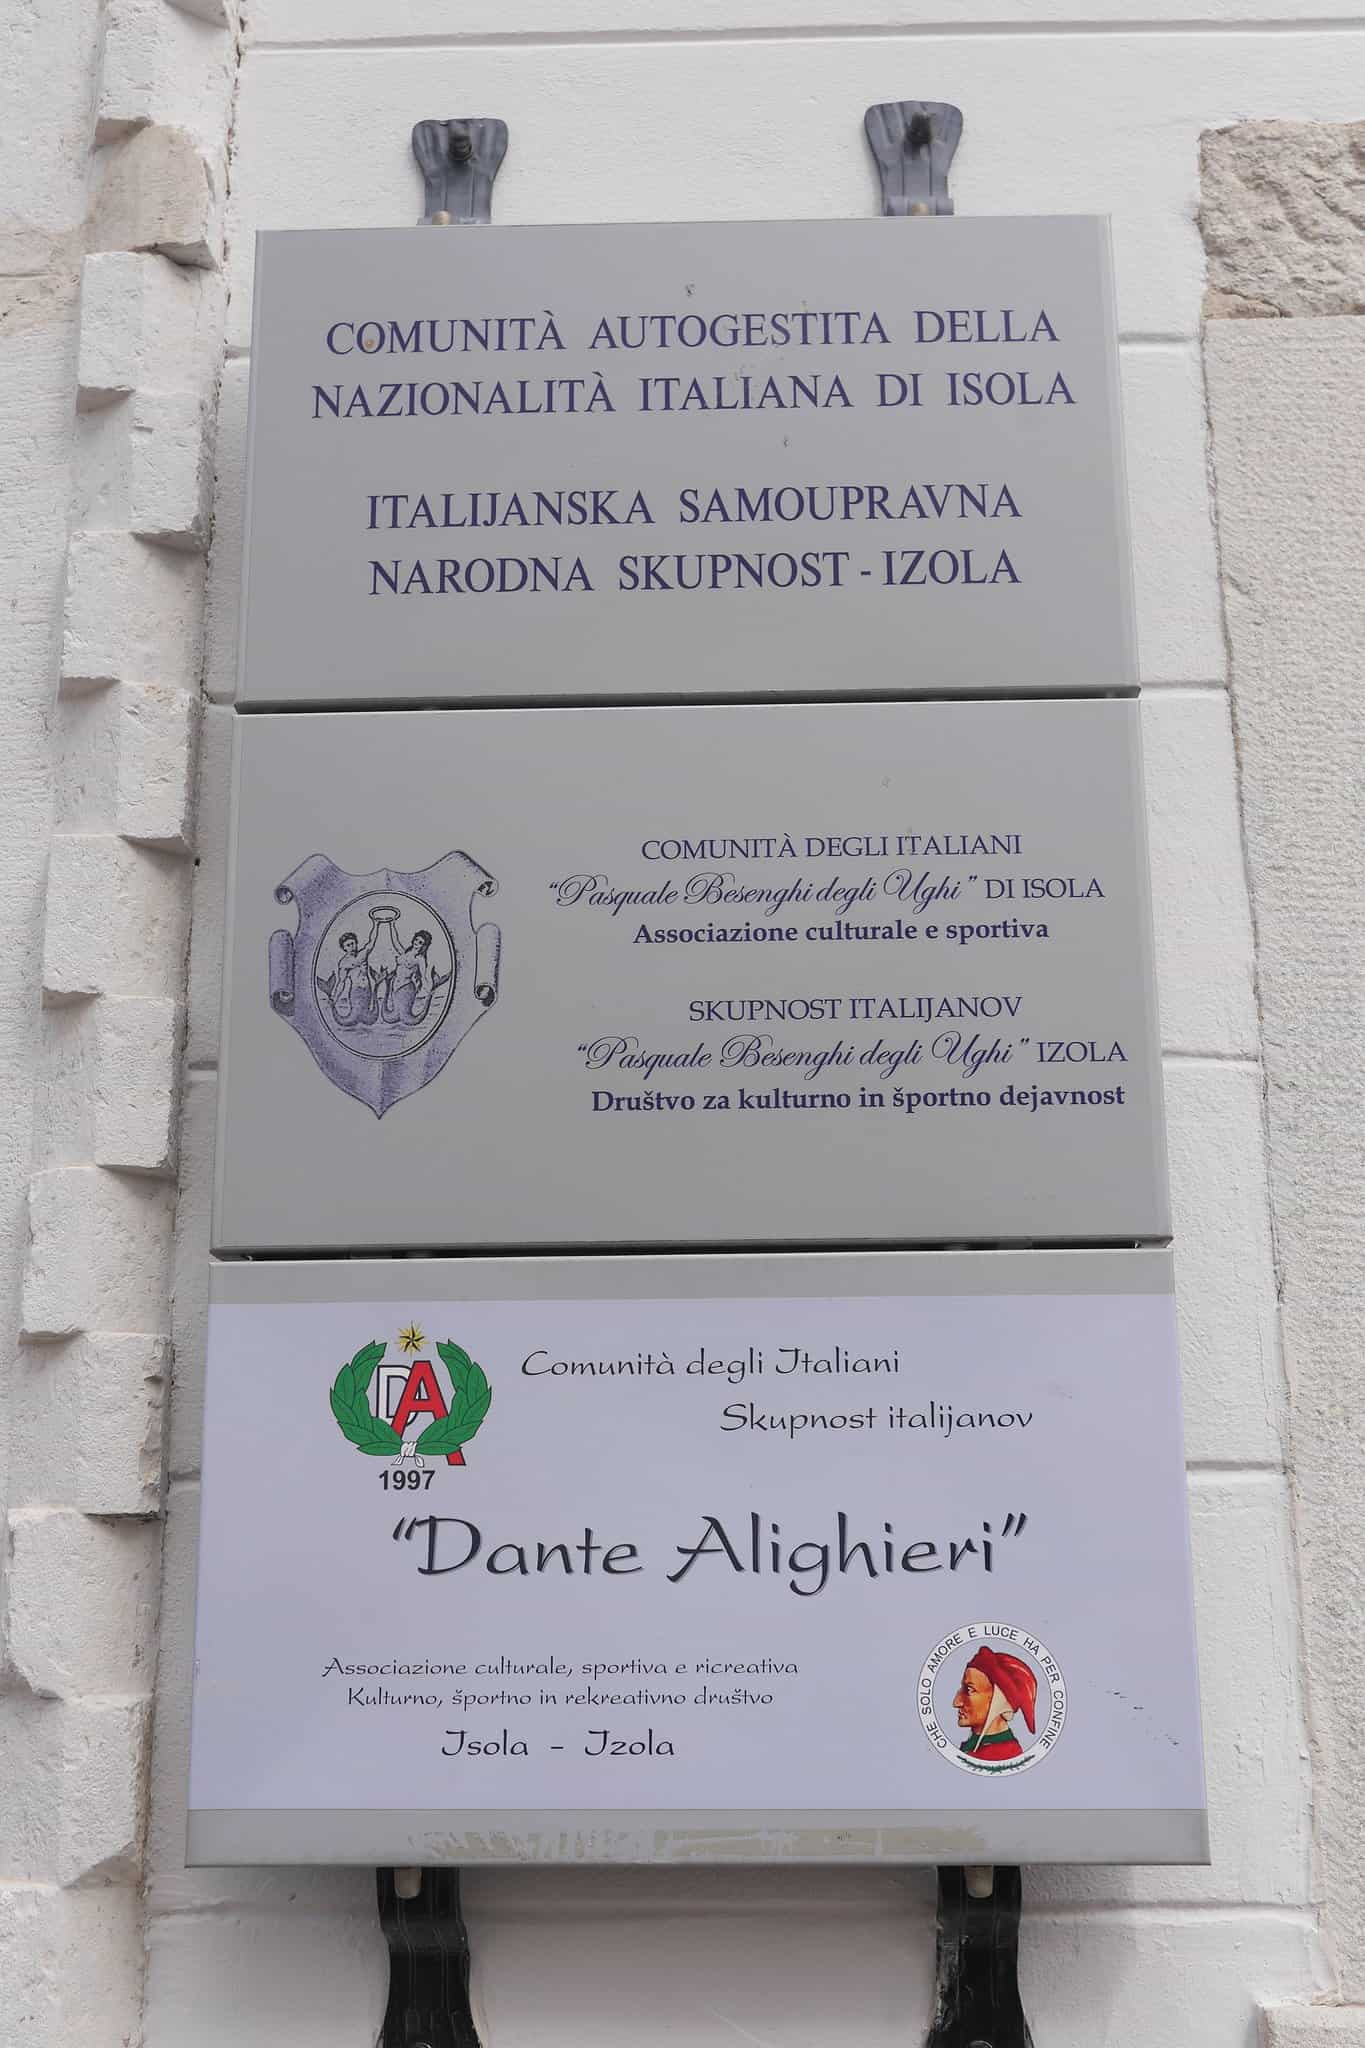 COMUNITÀ AUTOGESTITA DELLA
NAZIONALITÀ ITALIANA DI ISOLA
ITALIJANSKA SAMOUPRAVNA
NARODNA SKUPNOST - IZOLA
COMUNITÀ DEGLI ITALIANI
“Pasquale Besenghi degli Ughi” DI ISOLA
Associazione culturale e sportiva
SKUPNOST ITALIJANOV
“Pasquale Besenghi degli Ughi” IZOLA
Društvo za kulturno in športno dejavnost
DA
1997
Comunità degli Italiani
Skupnost italijanov
“Dante Alighieri”
Associazione culturale, sportiva e ricreativa
Kulturno, športno in rekreativno društvo
Isola - Izola
CHE SOLO AMORE E LUCE HA PER CONFINE